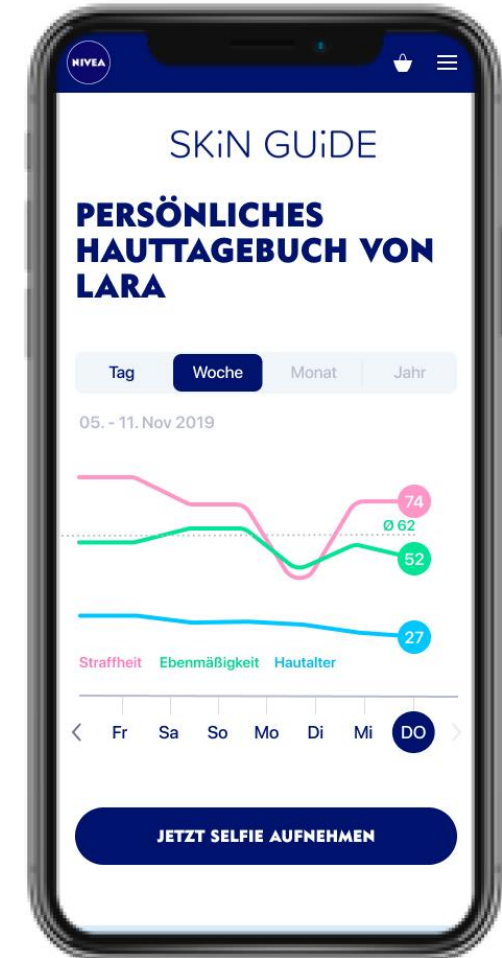 NIVEA
SKiN GUiDE
PERSÖNLICHES
HAUTTAGEBUCH VON
LARA
Tag Woche Monat Jahr
05. - 11. Nov 2019
74
Ø 62
52
27
Straffheit Ebenmäßigkeit Hautalter
Fr Sa So Mo Di Mi DO
JETZT SELFIE AUFNEHMEN